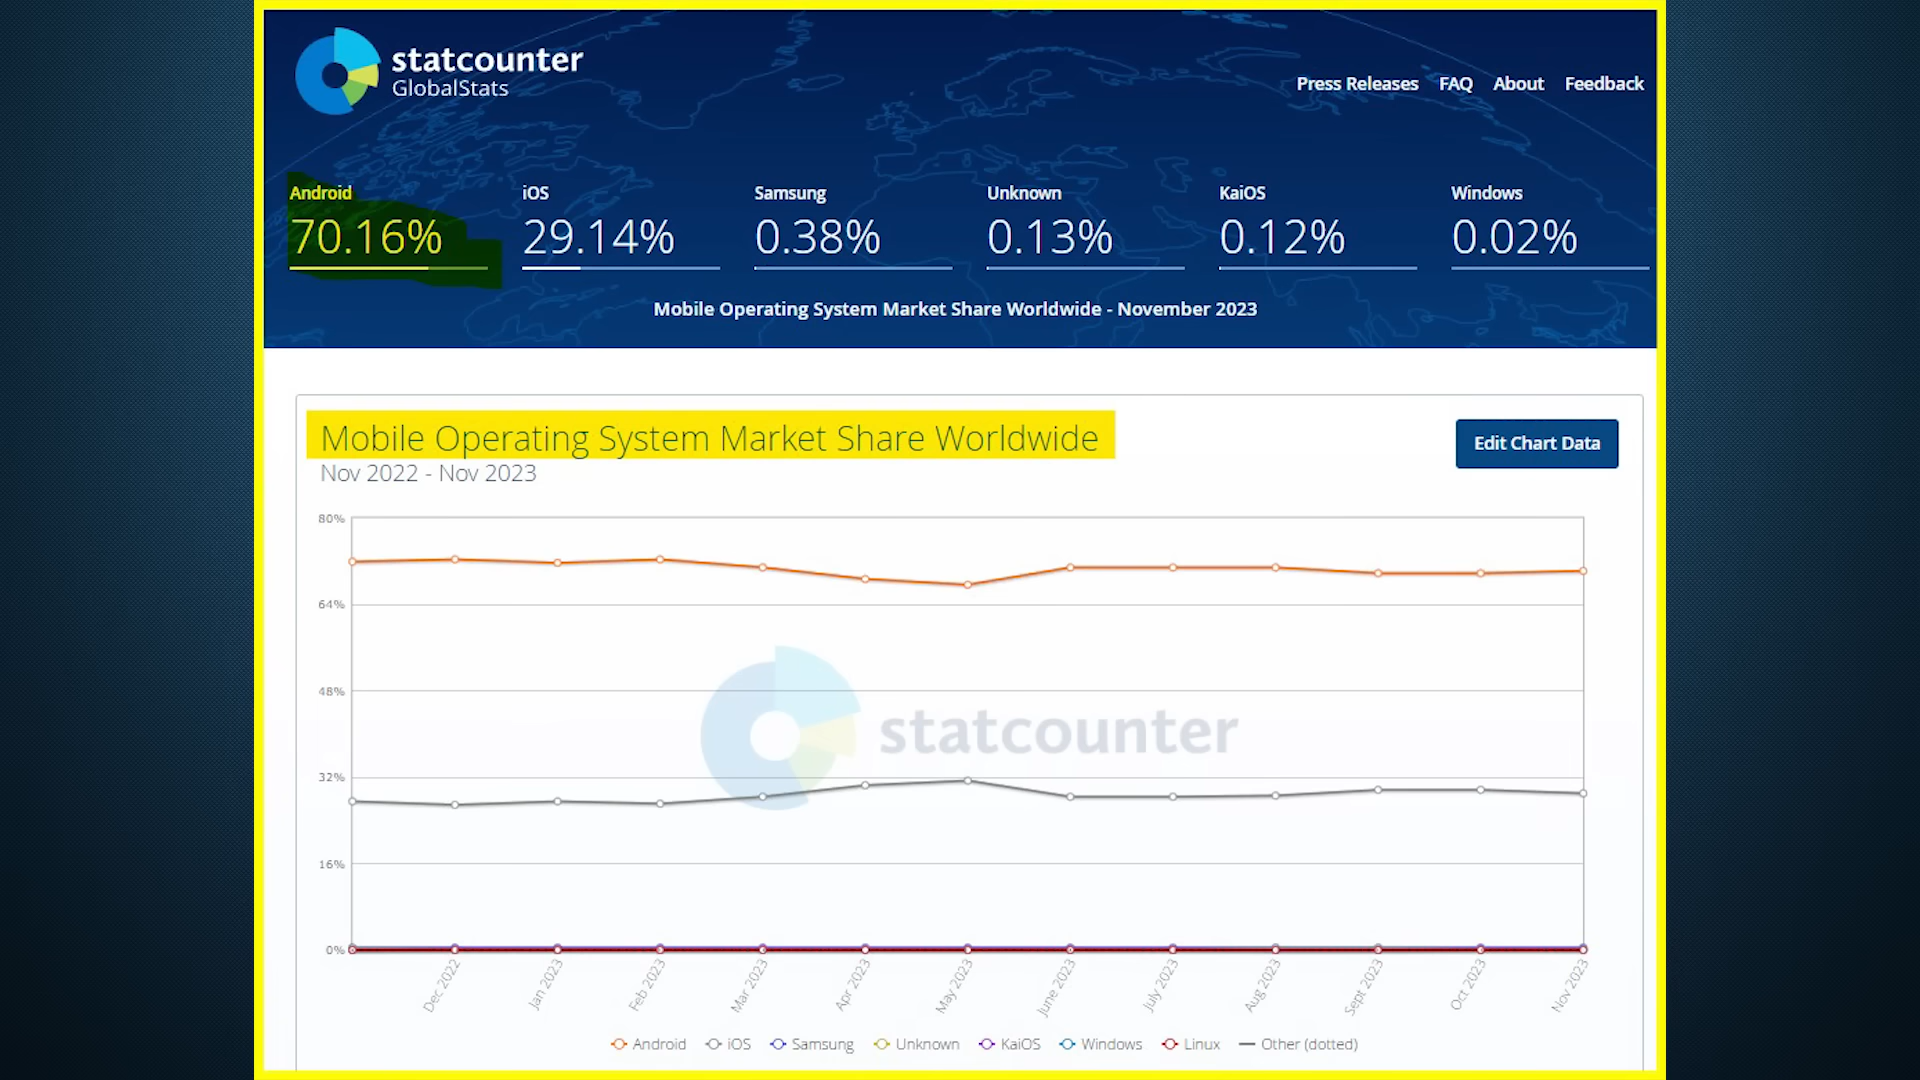 statcounter
GlobalStats
Press Releases FAQ About Feedback
Android iOS Samsung Unknown KaiOS Windows
70.16% 29.14% 0.38% 0.13% 0.12% 0.02%
Mobile Operating System Market Share Worldwide - November 2023
Mobile Operating System Market Share Worldwide
Edit Chart Data
Nov 2022 - Nov 2023
80%
64%
48%
statcounter
32%
16%
0%
Dec 2022 Jan 2023 Feb 2023 Mar 2023 Apr 2023 May 2023 June 2023 July 2023 Aug 2023 Sept 2023 Oct 2023 Nov 2023
Android iOS Samsung Unknown KaiOS Windows Linux Other (dotted)